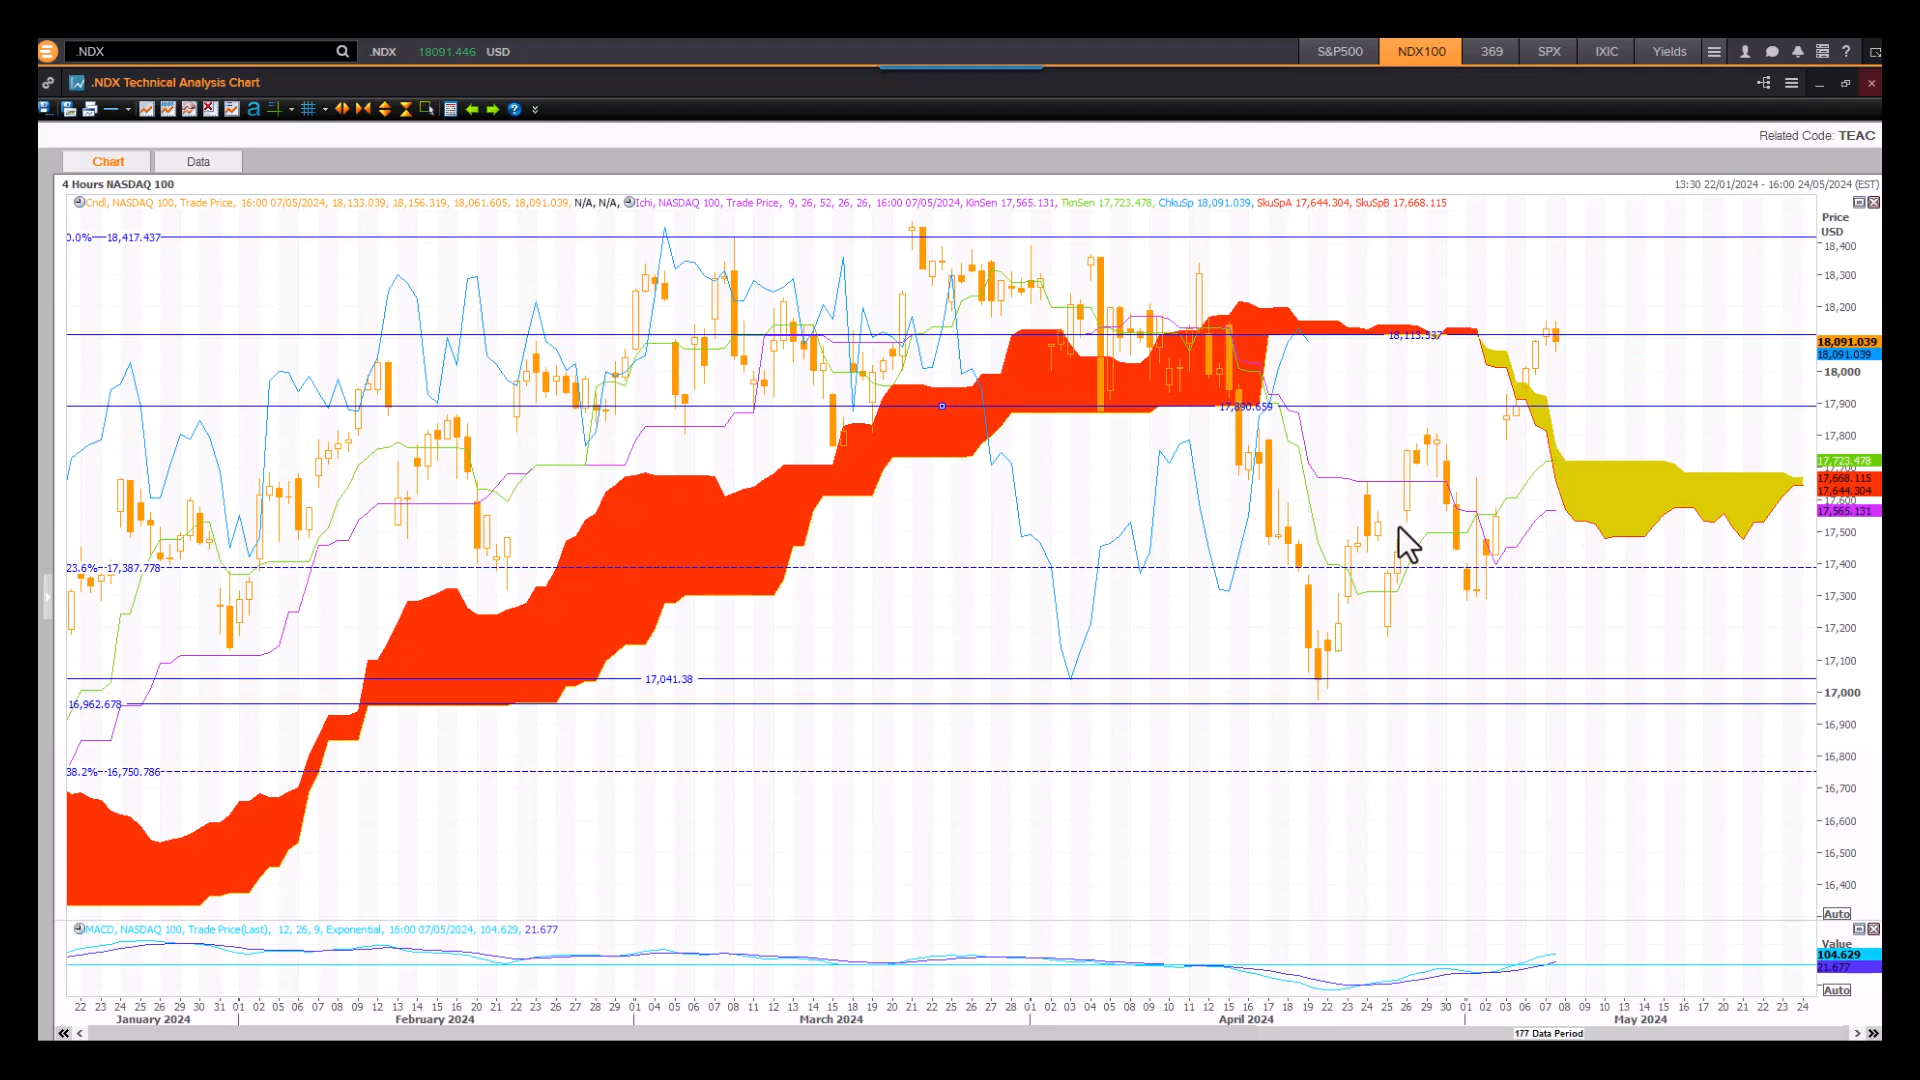 .NDX .NDX 18091.446 USD S&P500 NDX100 369 SPX IXIC Yields
.NDX Technical Analysis Chart
Related Code: TEAC
Chart Data
4 Hours NASDAQ 100 13:30 22/01/2024 - 16:00 24/05/2024 (EST)
Cndl, NASDAQ 100, Trade Price, 16:00 07/05/2024, 18,133.039, 18,156.319, 18,061.605, 18,091.039, N/A, N/A, Ichi, NASDAQ 100, Trade Price, 9, 26, 52, 26, 26, 16:00 07/05/2024, KinSen 17,565.131, TknSen 17,723.478, ChkuSp 18,091.039, SkuSpA 17,644.304, SkuSpB 17,668.115
Price
USD
0.0% 18,417.437
18,400
18,300
18,200
18,113.537
18,091.039
18,091.039
18,000
17,900
17,890.659
17,800
17,723.478
17,668.115
17,644.304
17,600
17,565.131
17,500
23.6% 17,387.778
17,400
17,300
17,200
17,100
17,041.38
17,000
16,962.678
16,900
16,800
38.2% 16,750.786
16,700
16,600
16,500
16,400
Auto
MACD, NASDAQ 100, Trade Price(Last), 12, 26, 9, Exponential, 16:00 07/05/2024, 104.629, 21.677
Value
104.629
21.677
Auto
22 23 24 25 26 29 30 31 01 02 05 06 07 08 09 12 13 14 15 16 20 21 22 23 26 27 28 29 01 04 05 06 07 08 11 12 13 14 15 18 19 20 21 22 25 26 27 28 01 02 03 04 05 08 09 10 11 12 15 16 17 18 19 22 23 24 25 26 29 30 01 02 03 06 07 08 09 10 13 14 15 16 17 20 21 22 23 24
January 2024 February 2024 March 2024 April 2024 May 2024
177 Data Period